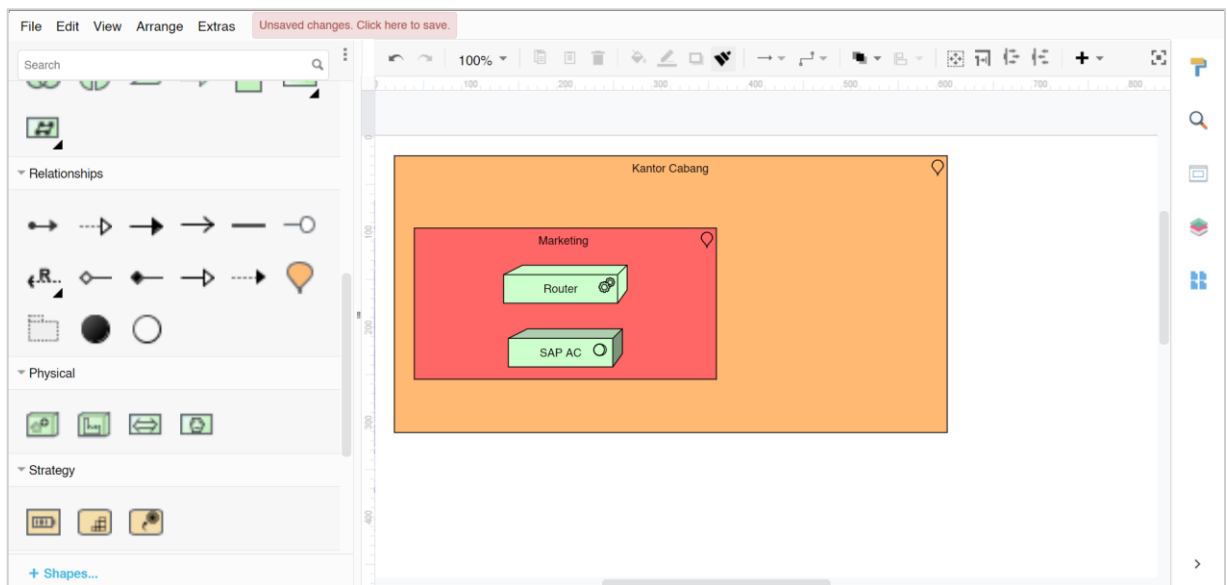 File Edit View Arrange Extras Unsaved changes. Click here to save.
Search
100%
100 200 300 400 500 600 700 800
R..
Relationships
Physical
Strategy
+ Shapes...
0
100
200
300
400
Kantor Cabang
Marketing
Router
SAP AC